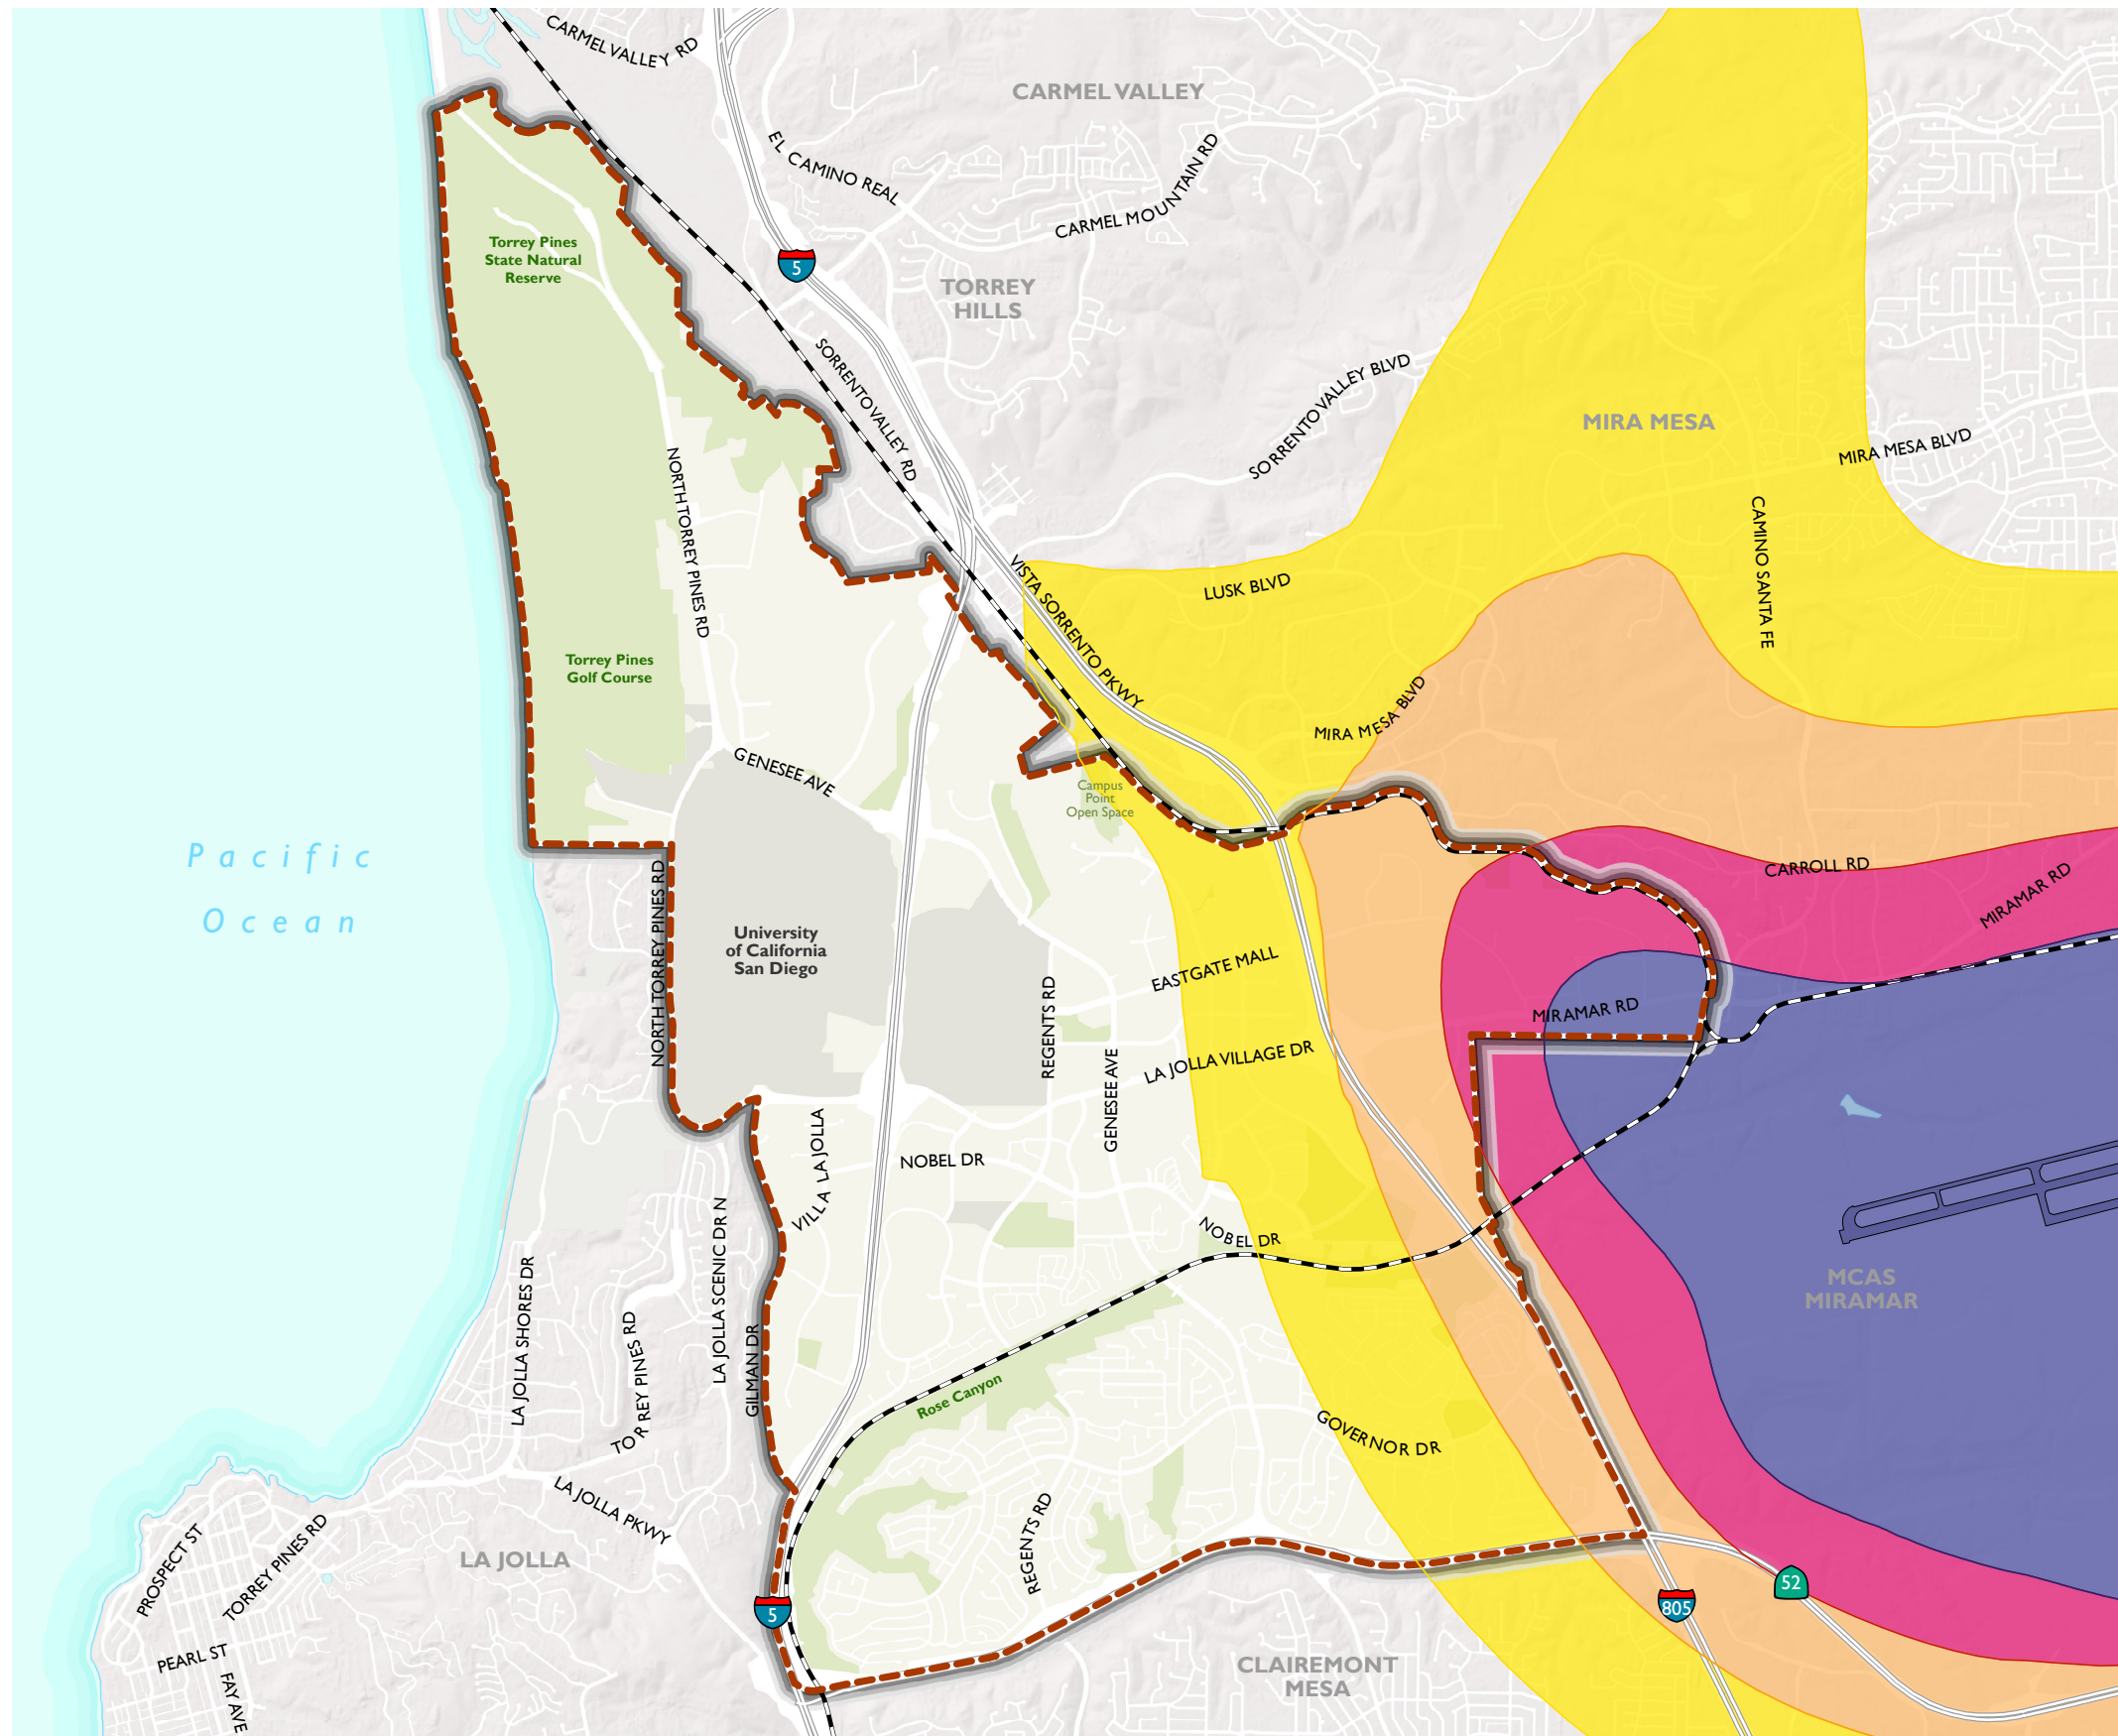 CARMEL VALLEY RD
CARMEL VALLEY
EL CAMINO REAL
CARMEL MOUNTAIN RD
Torrey Pines
State Natural
Reserve
5
TORREY
HILLS
SORRENTO VALLEY RD
SORRENTO VALLEY BLVD
MIRA MESA
MIRA MESA BLVD
NORTH TORREY PINES RD
CAMINO SANTA FE
VISTA SORRENTO PKWY
LUSK BLVD
Torrey Pines
Golf Course
MIRA MESA BLVD
GENESEE AVE
Campus
Point
Open Space
Pacific
Ocean
CARROLL RD
MIRAMAR RD
NORTH TORREY PINES RD
University
of California
San Diego
EASTGATE MALL
REGENTS RD
MIRAMAR RD
LA JOLLA VILLAGE DR
GENESEE AVE
VILLA LA JOLLA
NOBEL DR
NOBEL DR
LA JOLLA SCENIC DR N
LA JOLLA SHORES DR
TORREY PINES RD
GILMAN DR
MCAS
MIRAMAR
Rose Canyon
GOVERNOR DR
LA JOLLA PKWY
REGENTS RD
PROSPECT ST
TORREY PINES RD
LA JOLLA
5
52
805
PEARL ST
FAY AVE
CLAIREMONT
MESA